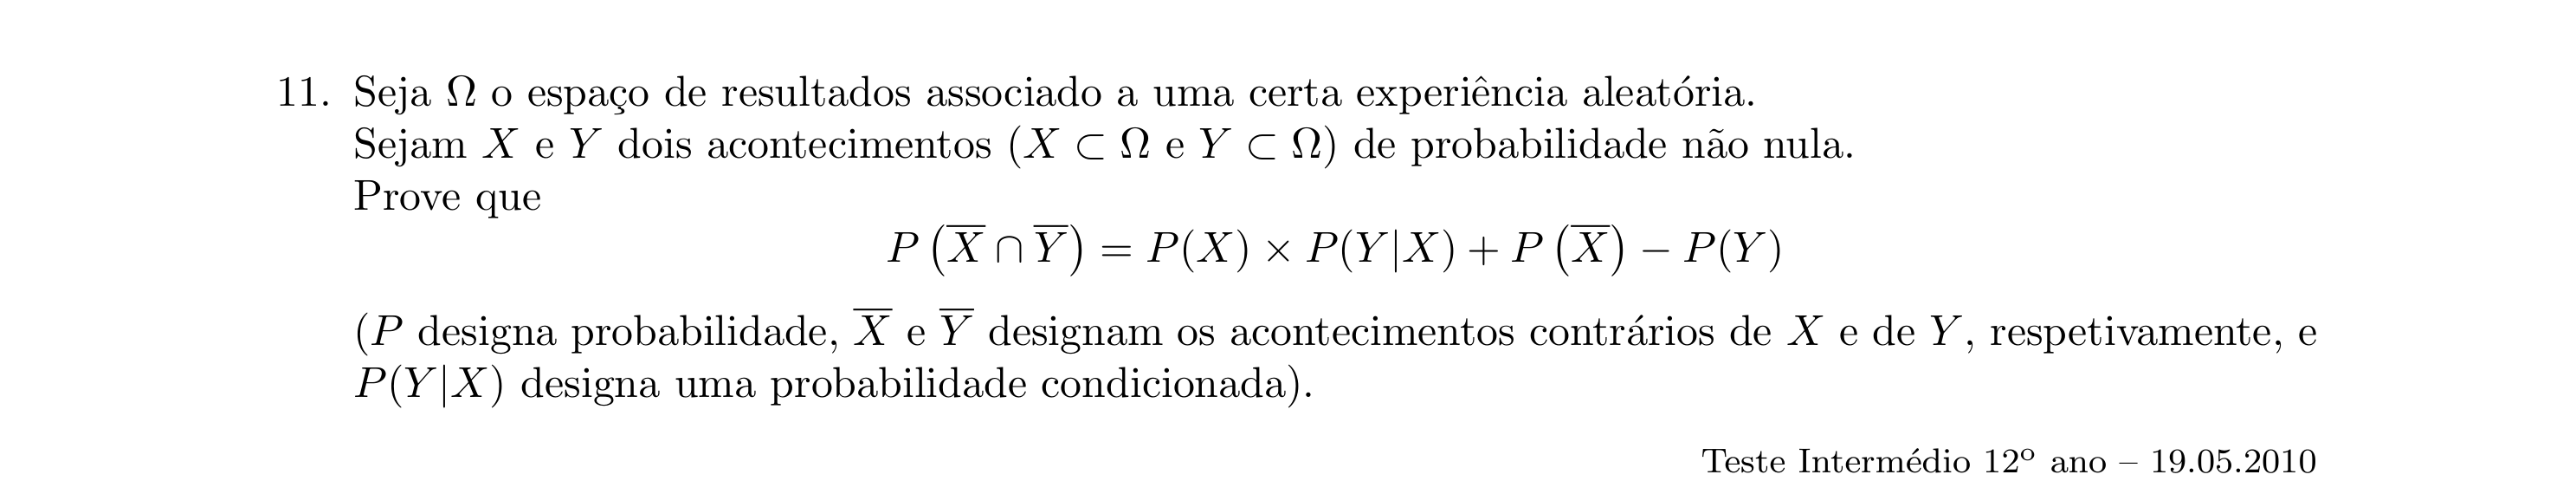 11. Seja Ω o espaço de resultados associado a uma certa experiência aleatória.
Sejam X e Y dois acontecimentos (X ⊂ Ω e Y ⊂ Ω) de probabilidade não nula.
Prove que
P(X̅ ∩ Y̅) = P(X) × P(Y|X) + P(X̅) − P(Y)
(P designa probabilidade, X̅ e Y̅ designam os acontecimentos contrários de X e de Y, respetivamente, e
P(Y|X) designa uma probabilidade condicionada).
Teste Intermédio 12º ano – 19.05.2010